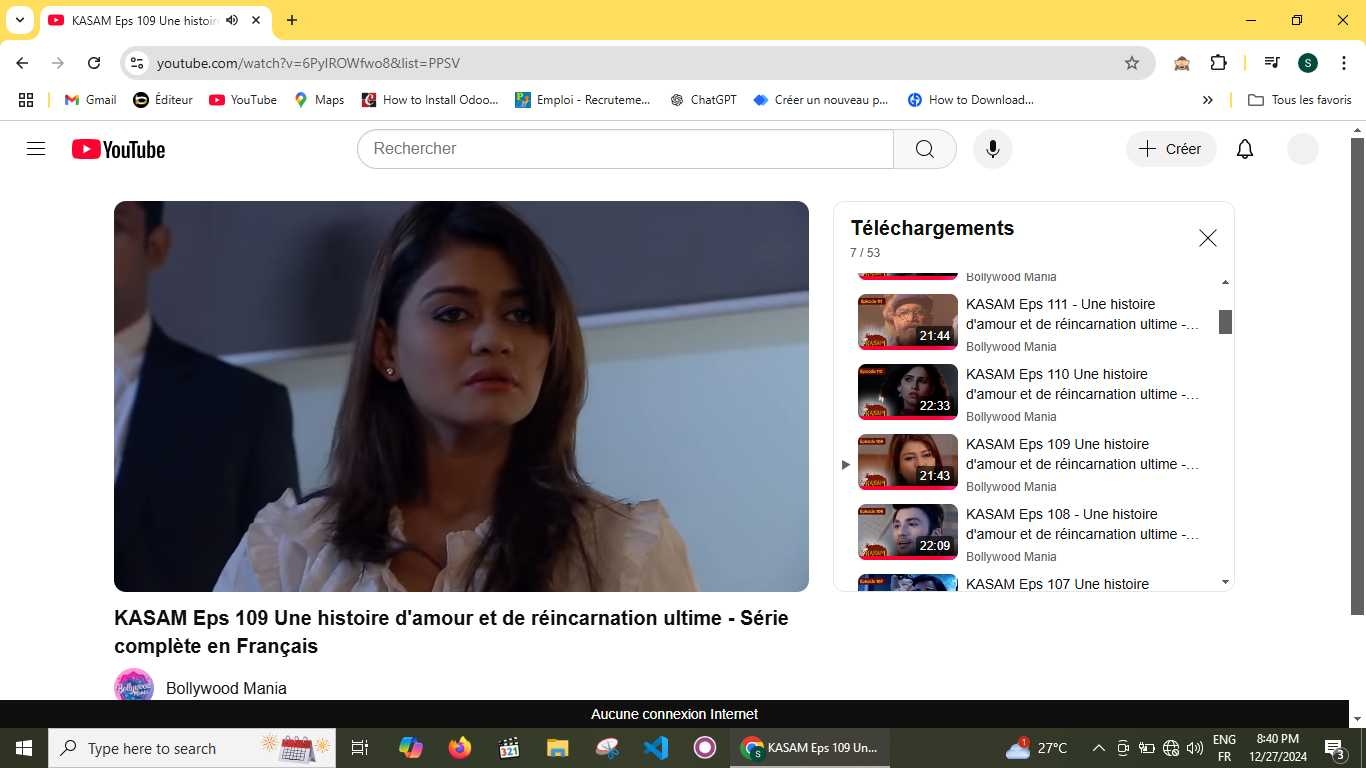 KASAM Eps 109 Une histoir
youtube.com/watch?v=6PyIROWfwo8&list=PPSV
S
Gmail
Éditeur
YouTube
Maps
How to Install Odoo...
Emploi - Recruteme...
ChatGPT
Créer un nouveau p...
How to Download...
Tous les favoris
YouTube
Rechercher
Créer
Téléchargements
7 / 53
Bollywood Mania
KASAM Eps 111 - Une histoire
d'amour et de réincarnation ultime -...
21:44
Bollywood Mania
KASAM Eps 110 Une histoire
d'amour et de réincarnation ultime -...
22:33
Bollywood Mania
KASAM Eps 109 Une histoire
d'amour et de réincarnation ultime -...
21:43
Bollywood Mania
KASAM Eps 108 - Une histoire
d'amour et de réincarnation ultime -...
22:09
Bollywood Mania
KASAM Eps 107 Une histoire
KASAM Eps 109 Une histoire d'amour et de réincarnation ultime - Série
complète en Français
Bollywood Mania
Aucune connexion Internet
Type here to search
KASAM Eps 109 Un...
27°C
ENG
FR
8:40 PM
12/27/2024
3